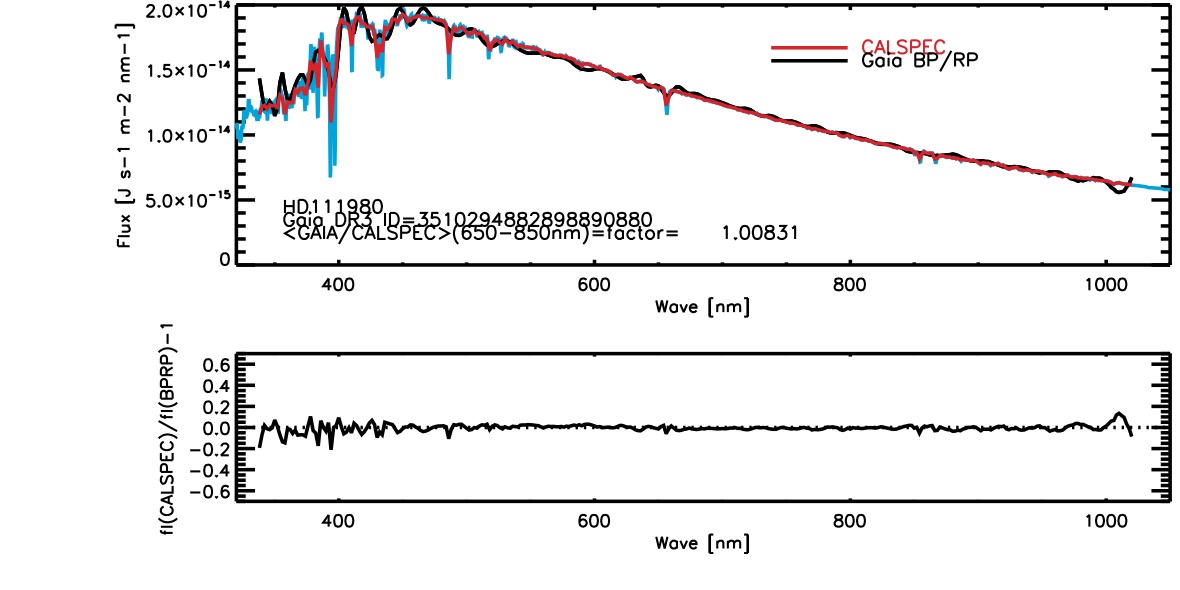 2.0×10−14
1.5×10−14
1.0×10−14
5.0×10−15
0
Flux [J s−1 m−2 nm−1]
CALSPEC
Gaia BP/RP
HD111980
Gaia DR3 ID=3510294882898890880
<GAIA/CALSPEC>(650−850nm)=factor= 1.00831
400 600 800 1000
Wave [nm]
fl(CALSPEC)/fl(BPRP)−1
0.6
0.4
0.2
0.0
−0.2
−0.4
−0.6
400 600 800 1000
Wave [nm]